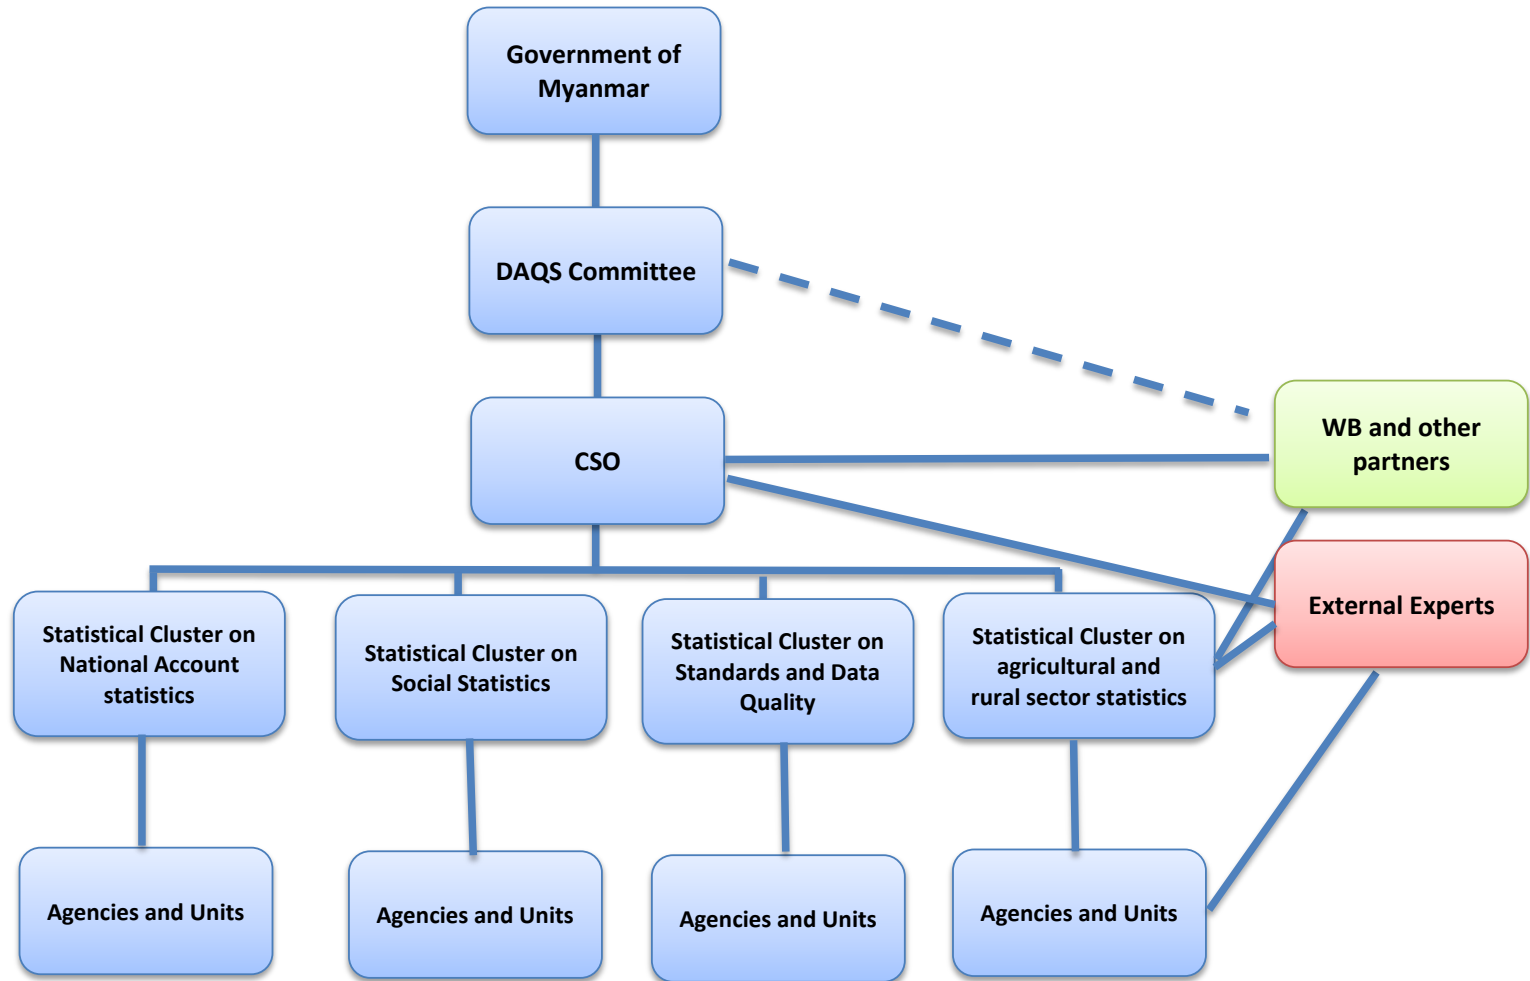 Government of
Myanmar
DAQS Committee
CSO
WB and other
partners
External Experts
Statistical Cluster on
National Account
statistics
Statistical Cluster on
Social Statistics
Statistical Cluster on
Standards and Data
Quality
Statistical Cluster on
agricultural and
rural sector statistics
Agencies and Units
Agencies and Units
Agencies and Units
Agencies and Units